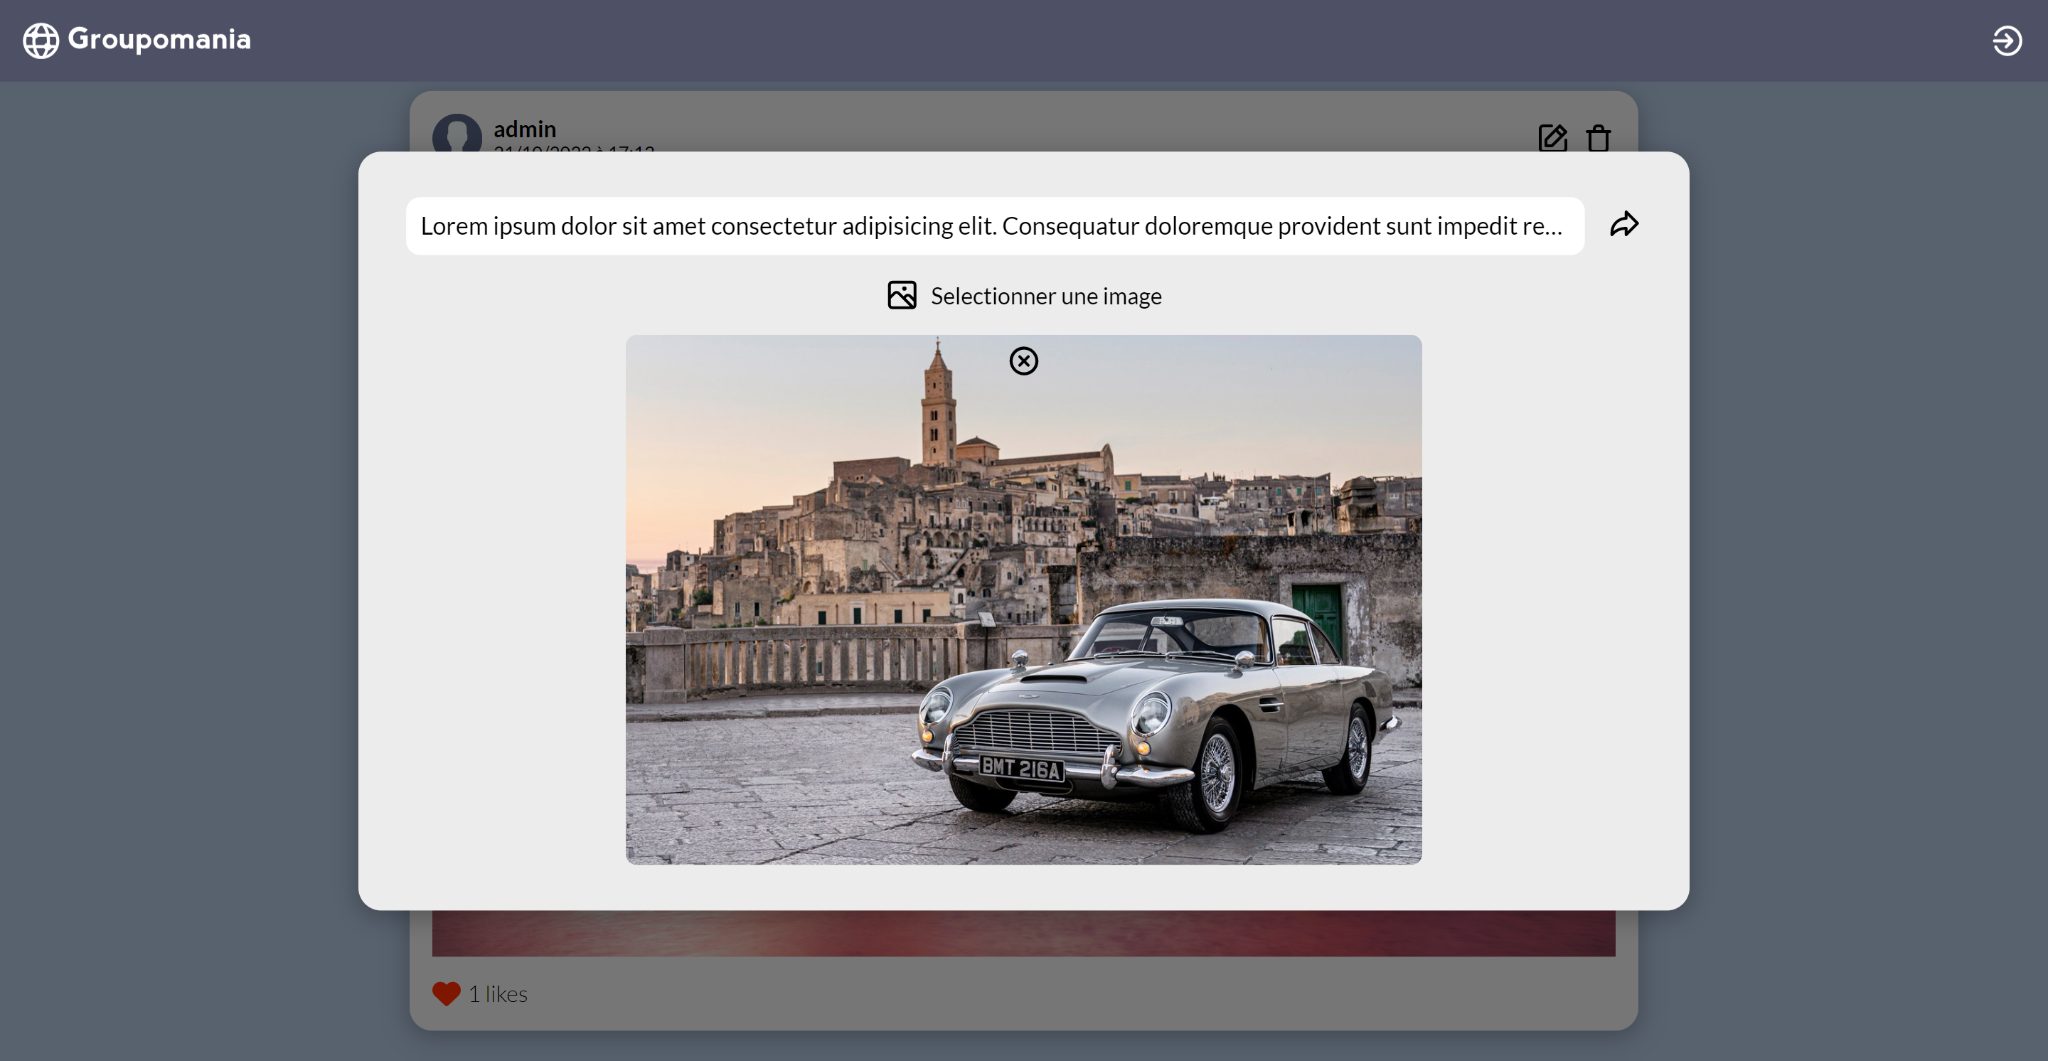 Groupomania
admin
Lorem ipsum dolor sit amet consectetur adipisicing elit. Consequatur doloremque provident sunt impedit re...
Selectionner une image
BMT 216A
1 likes